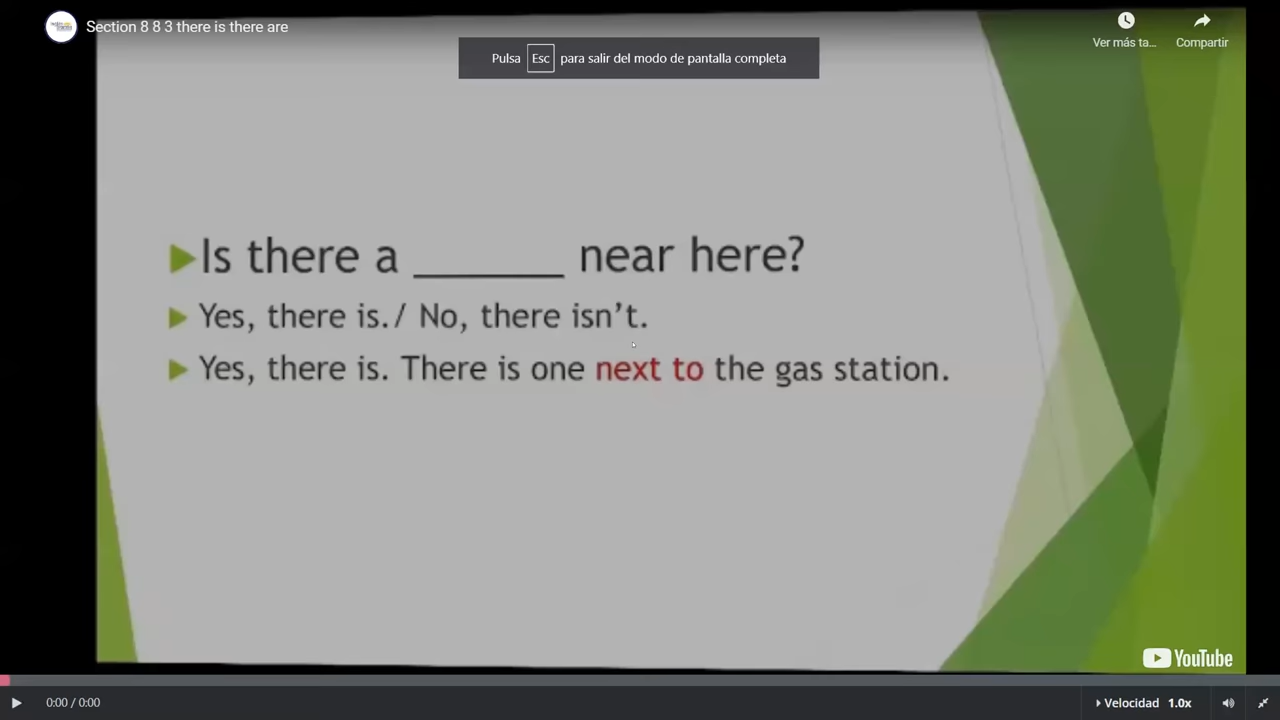 Section 8 8 3 there is there are
Ver más ta...
Compartir
Pulsa Esc para salir del modo de pantalla completa
Is there a ______ near here?
Yes, there is./ No, there isn't.
Yes, there is. There is one next to the gas station.
YouTube
0:00 / 0:00
Velocidad 1.0x